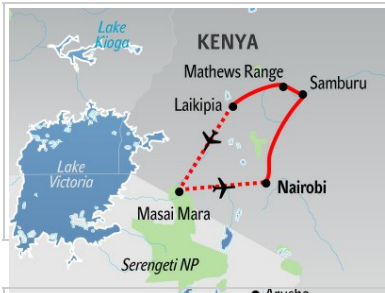 Lake
Kioga
KENYA
Mathews Range
Samburu
Laikipia
Lake
Victoria
Nairobi
Masai Mara
Serengeti NP